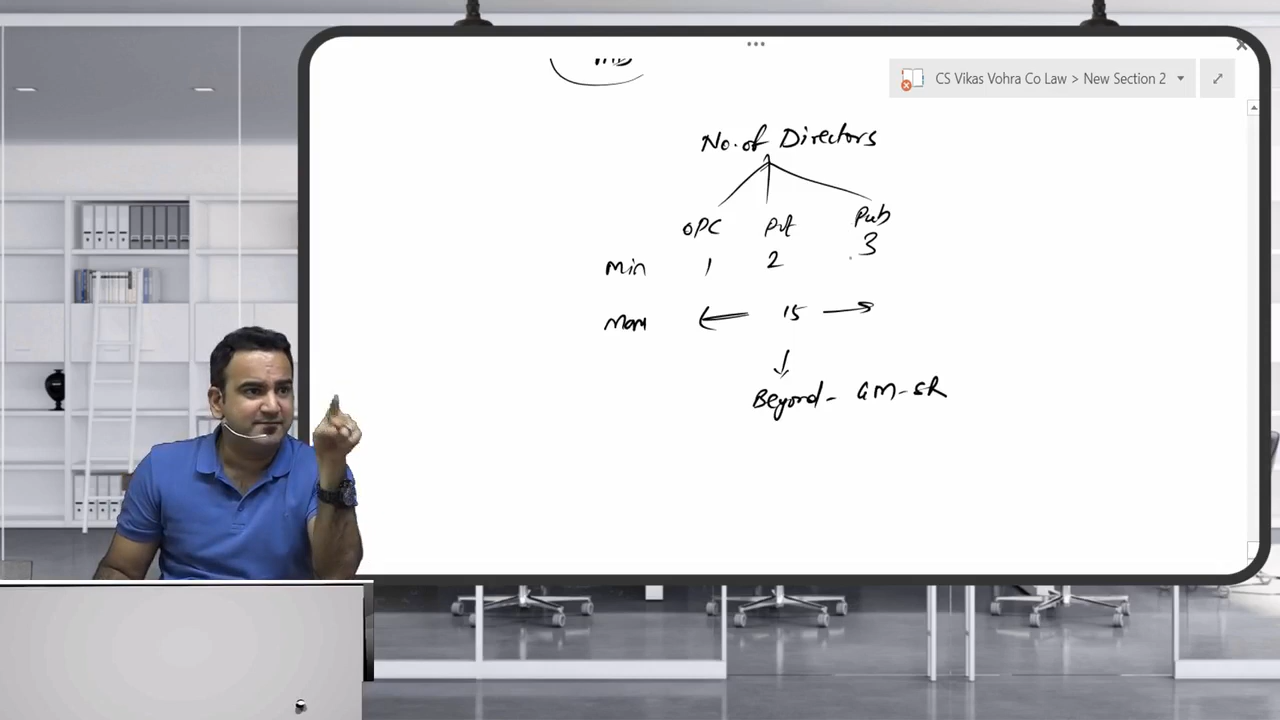 CS Vikas Vohra Co Law > New Section 2
No. of Directors
OPC Pvt Pub
Min 1 2 3
15
Beyond - GM - SR